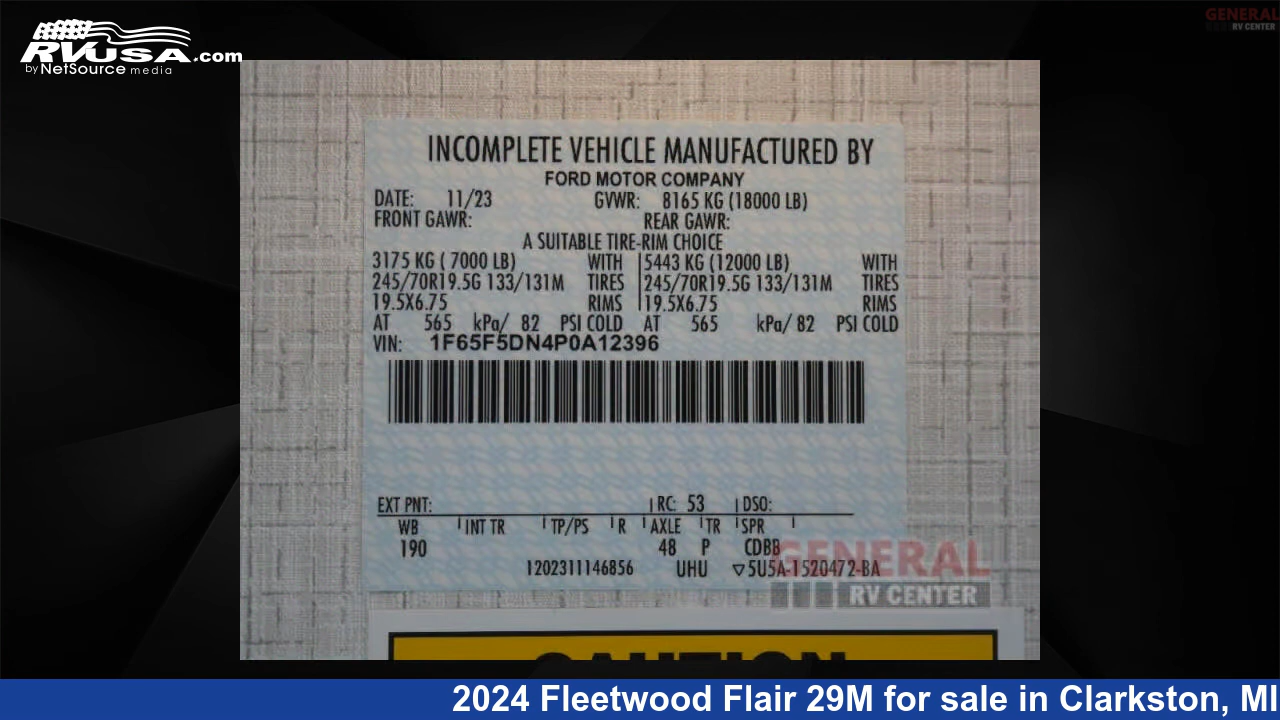 GENERAL
RV CENTER
RVUSA.com
by NetSource media
INCOMPLETE VEHICLE MANUFACTURED BY
FORD MOTOR COMPANY
DATE: 11/23 GVWR: 8165 KG (18000 LB)
FRONT GAWR: REAR GAWR:
A SUITABLE TIRE-RIM CHOICE
3175 KG ( 7000 LB) WITH 5443 KG (12000 LB) WITH
245/70R19.5G 133/131M TIRES 245/70R19.5G 133/131M TIRES
19.5X6.75 RIMS 19.5X6.75 RIMS
AT 565 kPa/ 82 PSI COLD AT 565 kPa/ 82 PSI COLD
VIN: 1F65F5DN4P0A12396
EXT PNT: RC: 53 DSO:
WB INT TR TP/PS R AXLE TR SPR
190 48 P CDBB
1202311146856 UHU ▽5U5A-1520472-BA
GENERAL
RV CENTER
CAUTION
2024 Fleetwood Flair 29M for sale in Clarkston, MI